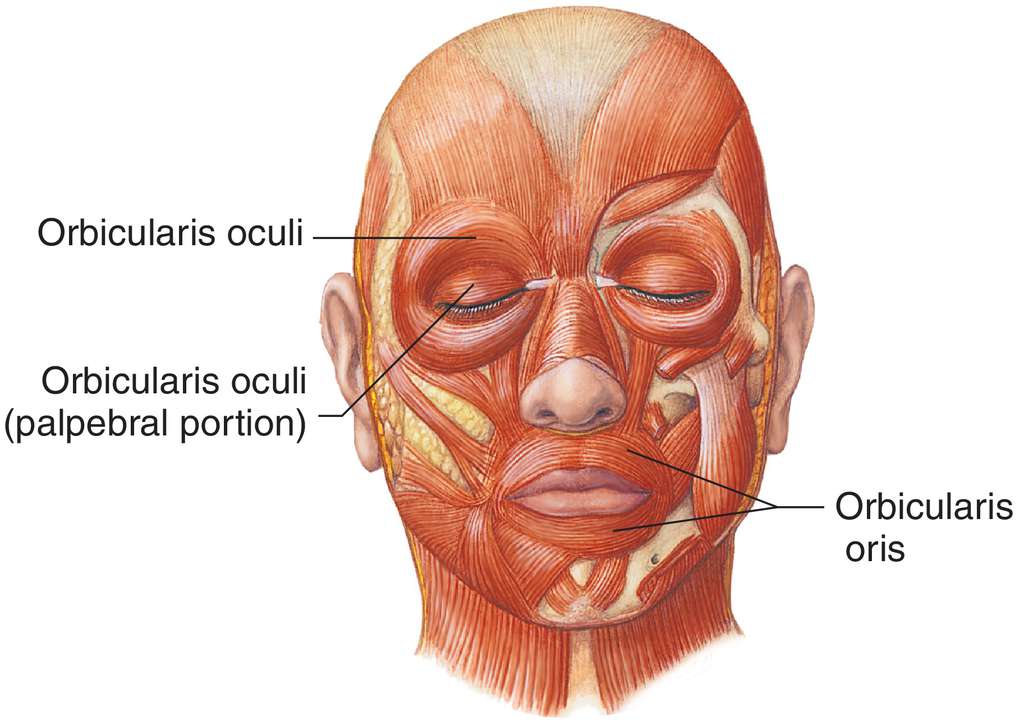 Orbicularis oculi
Orbicularis oculi
(palpebral portion)
Orbicularis
oris